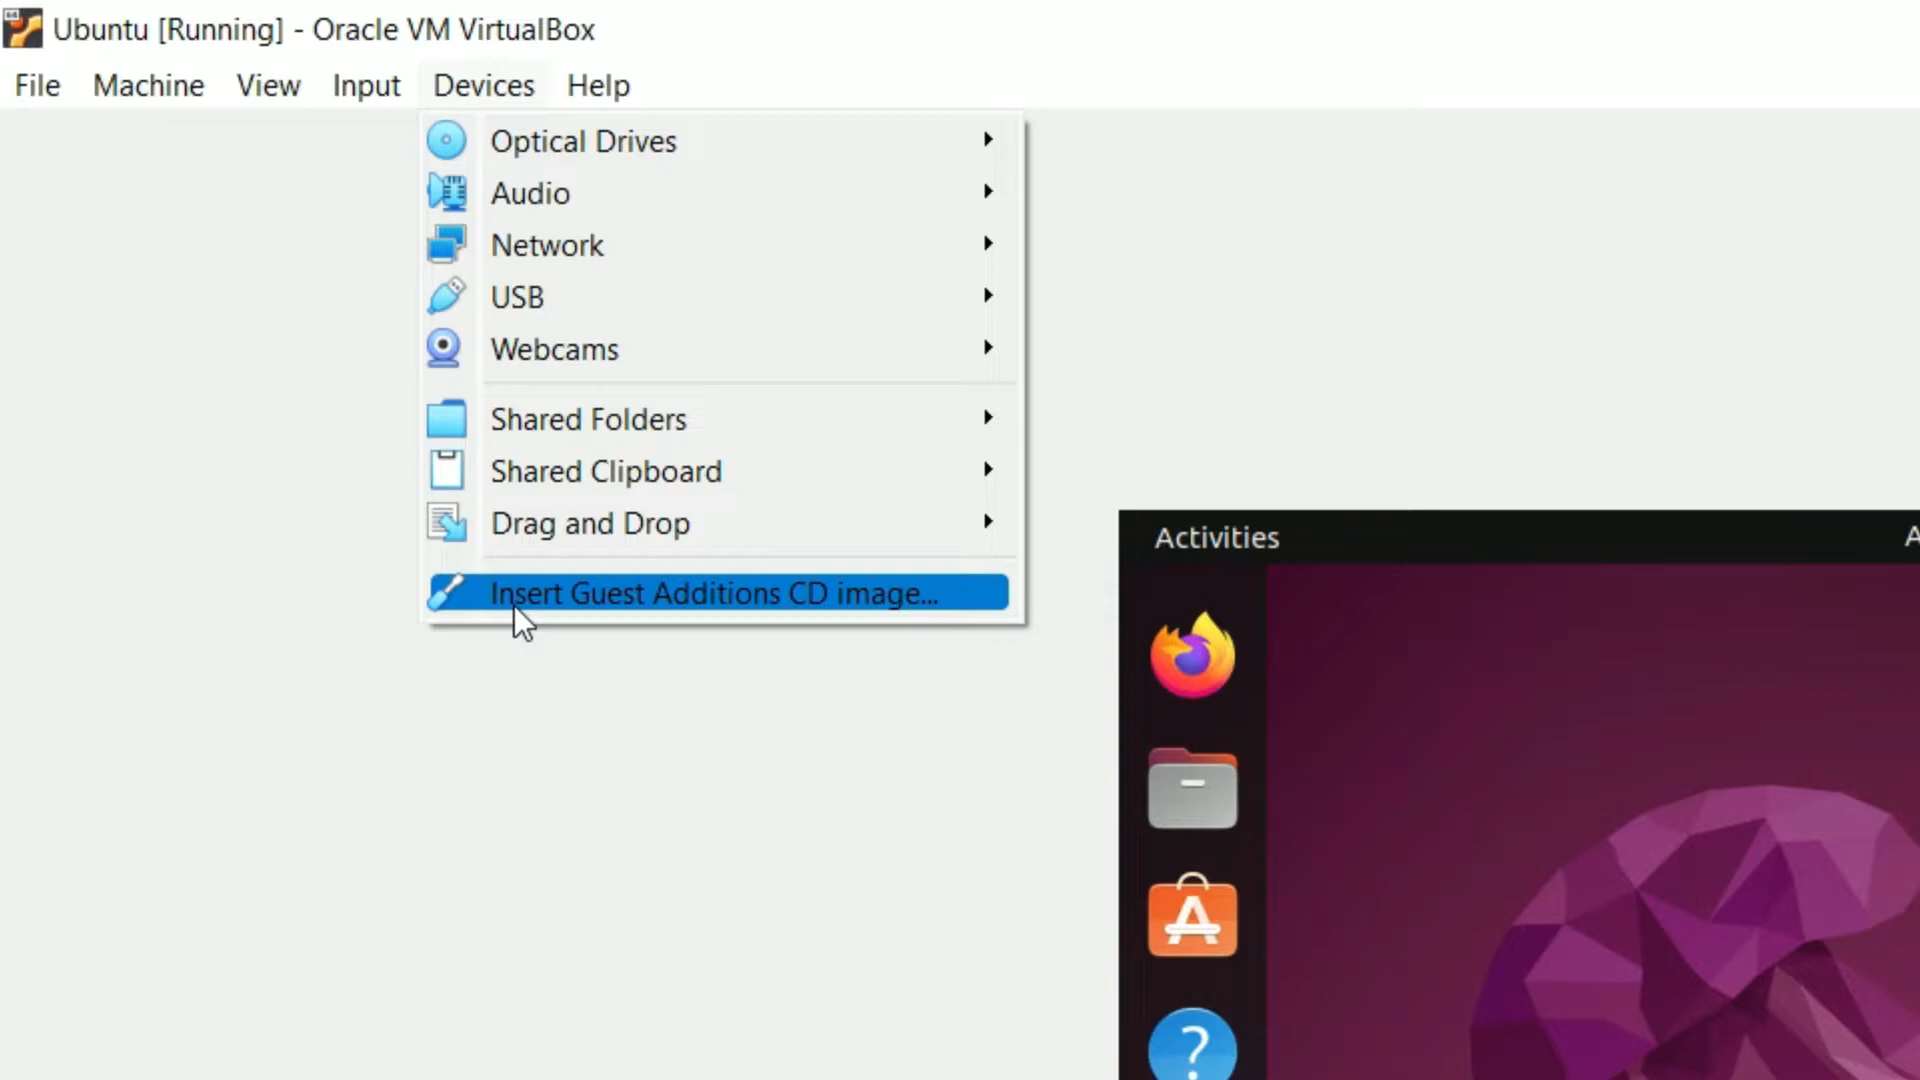 Ubuntu [Running] - Oracle VM VirtualBox
File Machine View Input Devices Help
Optical Drives
Audio
Network
USB
Webcams
Shared Folders
Shared Clipboard
Drag and Drop
Insert Guest Additions CD image...
Activities
A
?